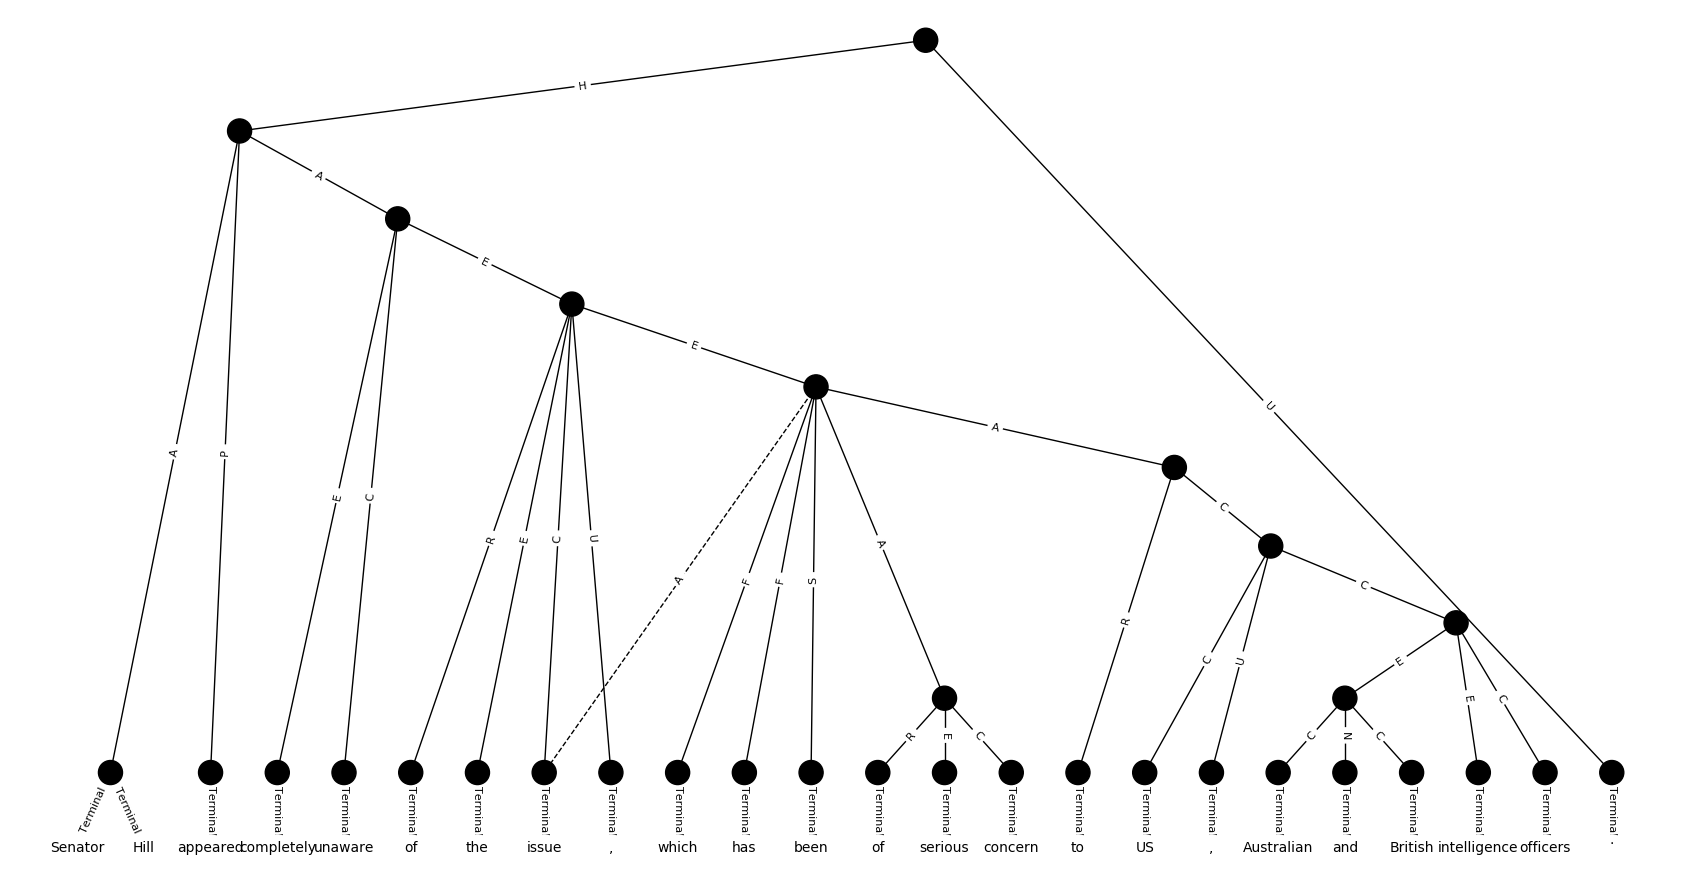 H
A
E
E
A P E C R E C U A F F S A A U
R C
C U C
E E C
R E C C N C
Terminal Terminal Terminal Terminal Terminal Terminal Terminal Terminal Terminal Terminal Terminal Terminal Terminal Terminal Terminal Terminal Terminal Terminal Terminal Terminal Terminal Terminal Terminal Terminal
Senator Hill appeared completely unaware of the issue , which has been of serious concern to US , Australian and British intelligence officers .